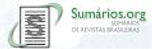 Sumários.org
SUMÁRIOS
DE REVISTAS BRASILEIRAS